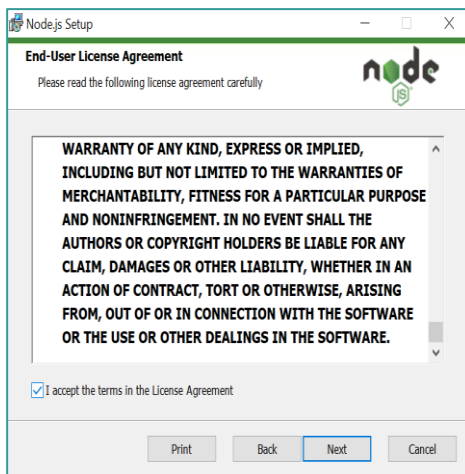 Node.js Setup
End-User License Agreement
Please read the following license agreement carefully
node
JS
WARRANTY OF ANY KIND, EXPRESS OR IMPLIED,
INCLUDING BUT NOT LIMITED TO THE WARRANTIES OF
MERCHANTABILITY, FITNESS FOR A PARTICULAR PURPOSE
AND NONINFRINGEMENT. IN NO EVENT SHALL THE
AUTHORS OR COPYRIGHT HOLDERS BE LIABLE FOR ANY
CLAIM, DAMAGES OR OTHER LIABILITY, WHETHER IN AN
ACTION OF CONTRACT, TORT OR OTHERWISE, ARISING
FROM, OUT OF OR IN CONNECTION WITH THE SOFTWARE
OR THE USE OR OTHER DEALINGS IN THE SOFTWARE.
I accept the terms in the License Agreement
Print Back Next Cancel